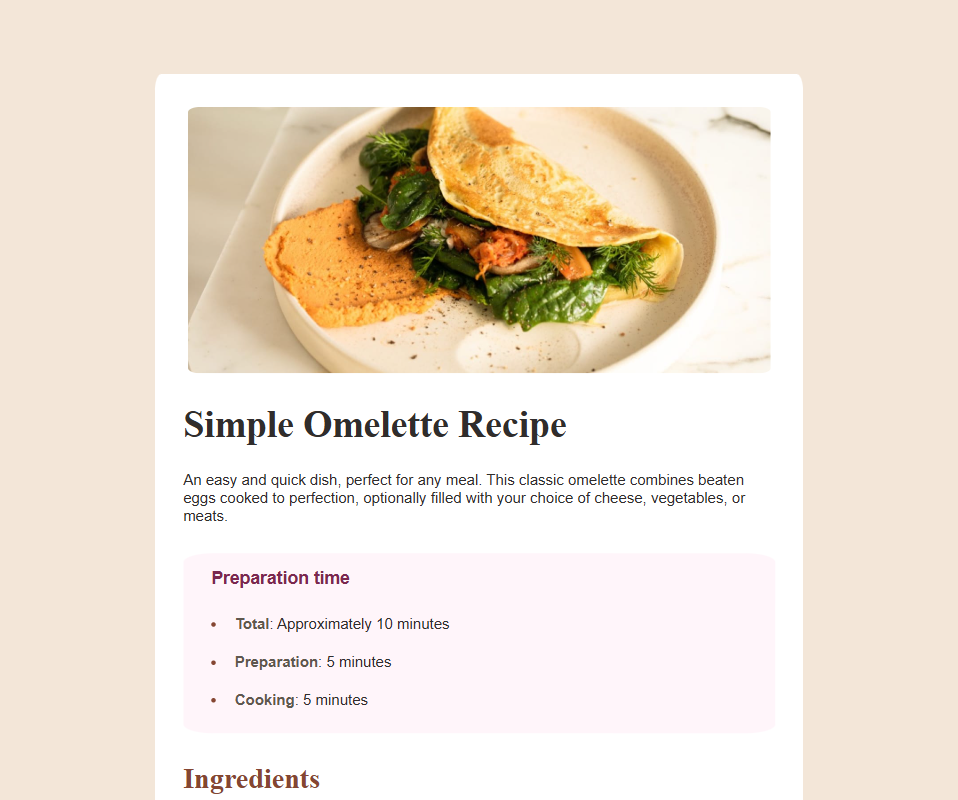 Simple Omelette Recipe
An easy and quick dish, perfect for any meal. This classic omelette combines beaten
eggs cooked to perfection, optionally filled with your choice of cheese, vegetables, or
meats.
Preparation time
• Total: Approximately 10 minutes
• Preparation: 5 minutes
• Cooking: 5 minutes
Ingredients